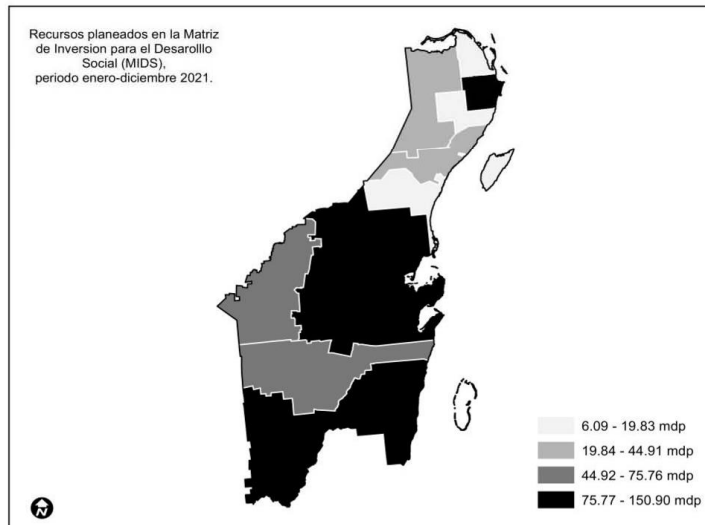 Recursos planeados en la Matriz
de Inversion para el Desarolllo
Social (MIDS),
periodo enero-diciembre 2021.
6.09 - 19.83 mdp
19.84 - 44.91 mdp
44.92 - 75.76 mdp
75.77 - 150.90 mdp